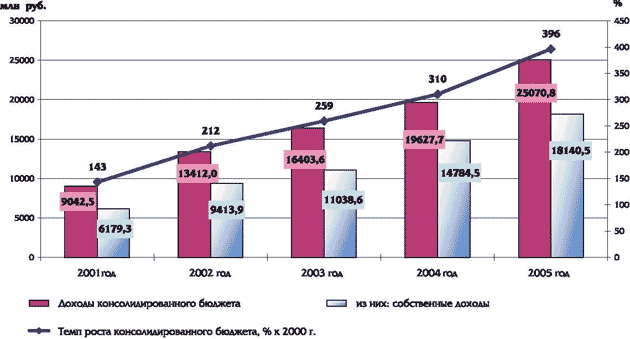 млн руб. %
30000 450
400
25000 350
20000 300
250
15000 200
10000 150
100
5000 50
0 0
143 212 259 310 396
9042,5 13412,0 16403,6 19627,7 25070,8
6179,3 9413,9 11038,6 14784,5 18140,5
2001год 2002 год 2003 год 2004 год 2005 год
Доходы консолидированного бюджета из них: собственные доходы
Темп роста консолидированного бюджета, % к 2000 г.